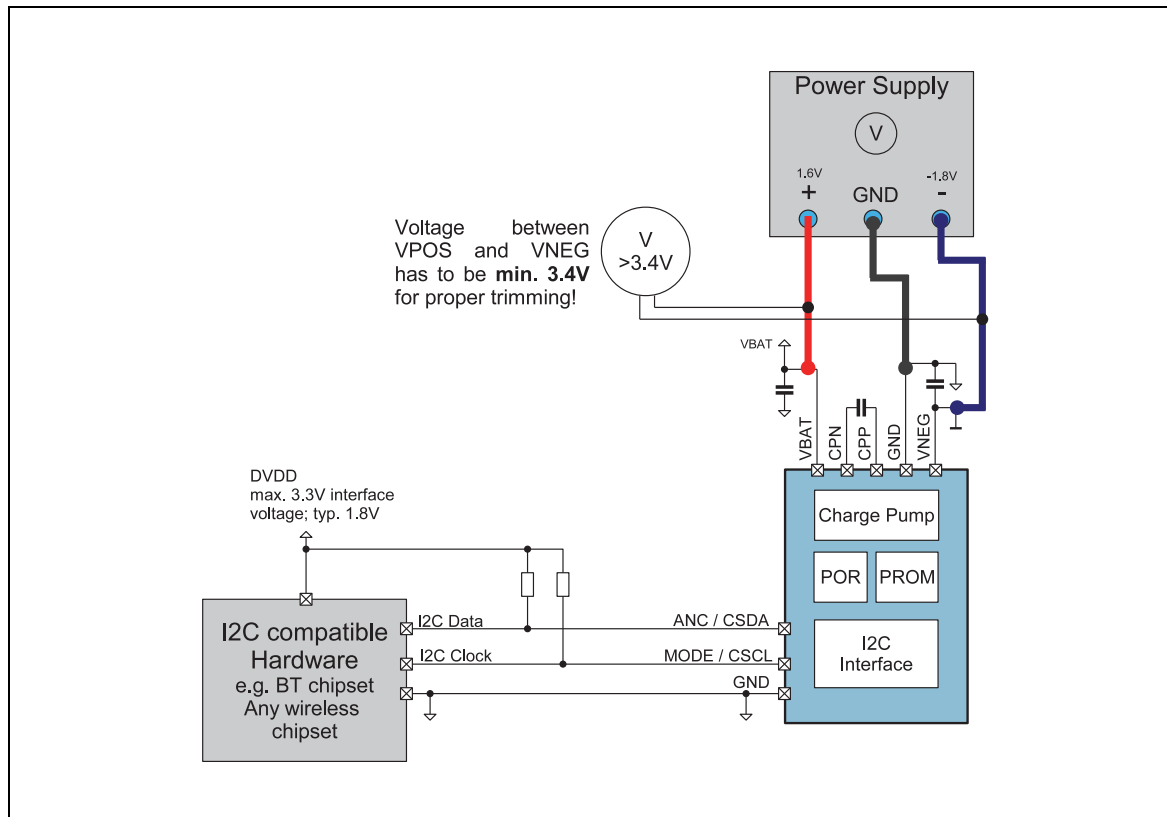 Power Supply
V
1.6V
+
GND
-1.8V
-
Voltage between
VPOS and VNEG
has to be min. 3.4V
for proper trimming!
V
>3.4V
VBAT
VBAT
CPN
CPP
GND
VNEG
DVDD
max. 3.3V interface
voltage; typ. 1.8V
Charge Pump
POR
PROM
I2C
Interface
I2C compatible
Hardware
e.g. BT chipset
Any wireless
chipset
I2C Data
ANC / CSDA
I2C Clock
MODE / CSCL
GND